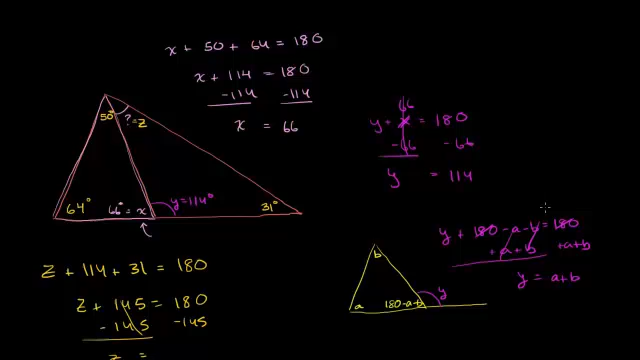 x + 50 + 64 = 180
x + 114 = 180
-114 -114
x = 66
50°
? = z
64°
66° = x
y = 114°
31°
z + 114 + 31 = 180
z + 145 = 180
- 145 -145
z =
66
y + x = 180
-66 -66
y = 114
y + 180 - a - b = 180
+ a + b +a+b
y = a + b
b
a
180-a-b
y